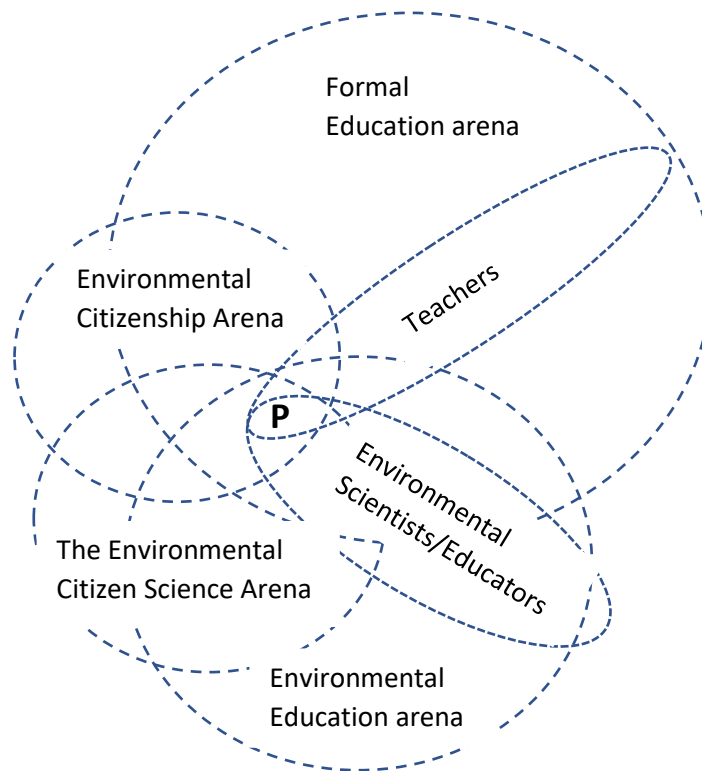 Formal
Education arena
Environmental
Citizenship Arena
Teachers
P
Environmental
Scientists/Educators
The Environmental
Citizen Science Arena
Environmental
Education arena